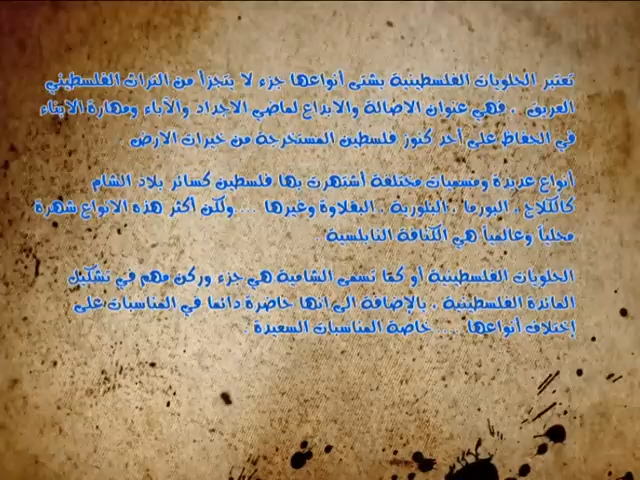 تعتبر الحلويات الفلسطينية بشتى أنواعها جزء لا يتجزأ من التراث الفلسطيني
العريق . فهي عنوان الاصالة والابداع لماضي الاجداد والآباء ومهارة الابناء
في الحفاظ على أحد كنوز فلسطين المستخرجة من خيرات الارض .
أنواع عديدة ومسميات مختلفة أشتهرت بها فلسطين كسائر بلاد الشام
كالكلاج . البورما . البلورية . البقلاوة وغيرها .... ولكن أكثر هذه الانواع شهرة
محلياً وعالمياً هي الكنافة النابلسية .
الحلويات الفلسطينية أو كما تسمى الشامية هي جزء وركن مهم في تشكيل
المائدة الفلسطينية . بالإضافة الى انها حاضرة دائما في المناسبات على
إختلاف أنواعها .... خاصة المناسبات السعيدة .